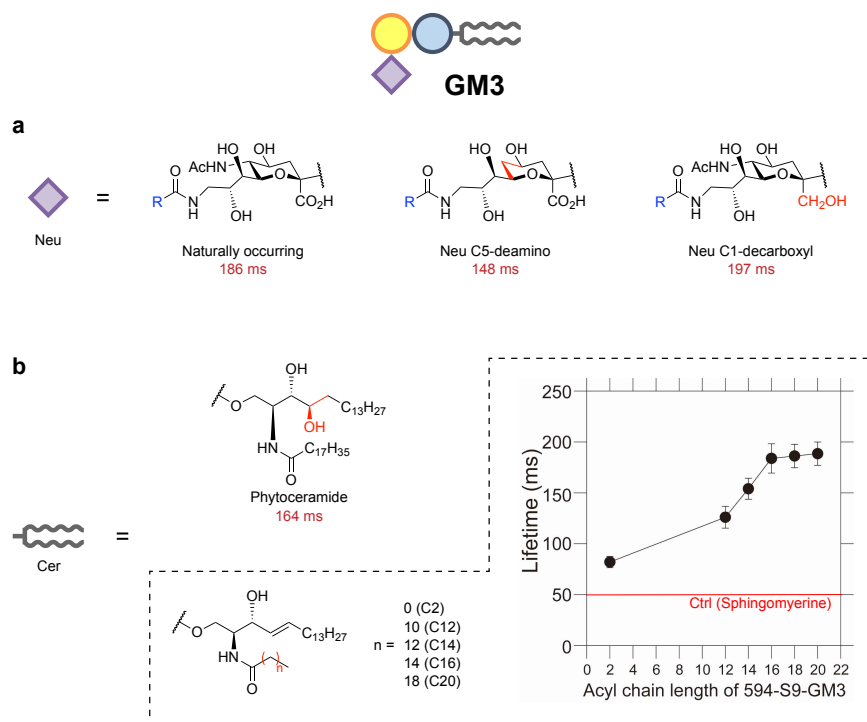 GM3
a
Neu
=
HO
OH
AcHN
O
O
R
N
H
OH
CO₂H
Naturally occurring
186 ms
HO
OH
O
O
R
N
H
OH
CO₂H
Neu C5-deamino
148 ms
HO
OH
AcHN
O
O
R
N
H
OH
CH₂OH
Neu C1-decarboxyl
197 ms
b
Cer
=
OH
O
C₁₃H₂₇
OH
HN
C₁₇H₃₅
O
Phytoceramide
164 ms
OH
O
C₁₃H₂₇
HN
n
O
n =
0 (C2)
10 (C12)
12 (C14)
14 (C16)
18 (C20)
Lifetime (ms)
250
200
150
100
50
0
Ctrl (Sphingomyerine)
0 2 4 6 8 10 12 14 16 18 20 22
Acyl chain length of 594-S9-GM3